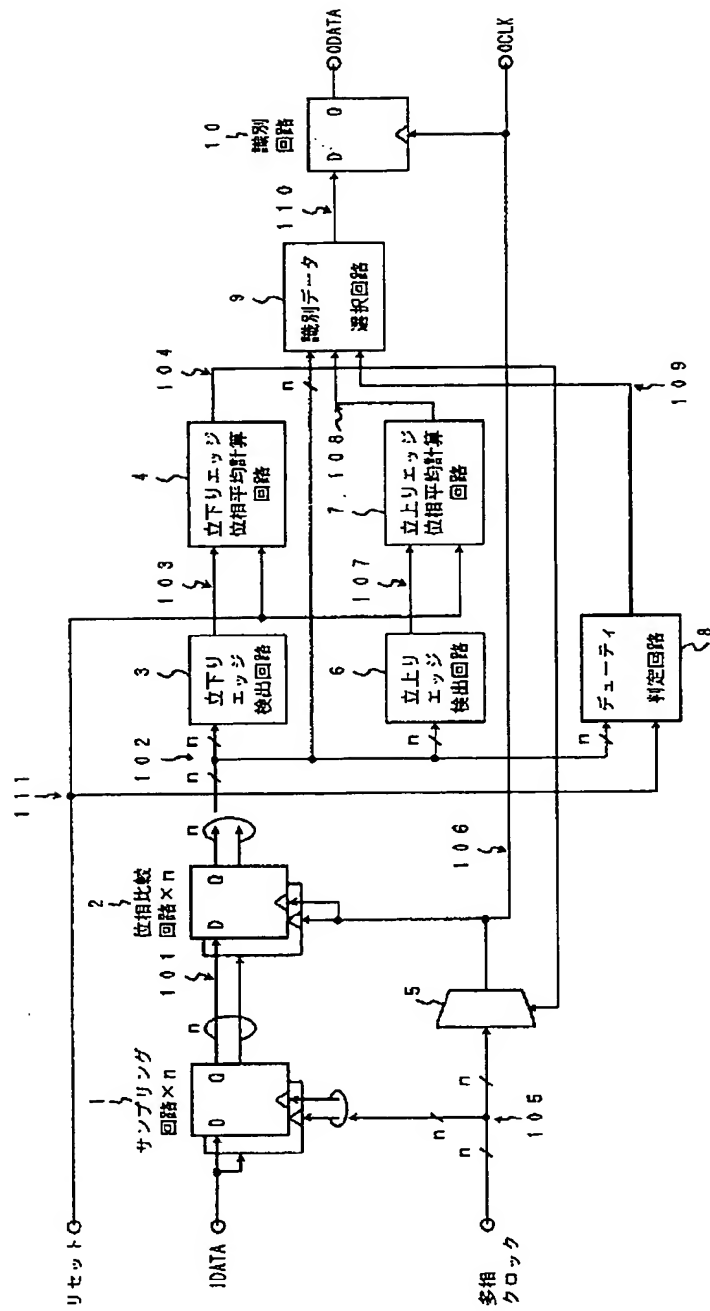 リセット
111
IDATA
多相
クロック
1
サンプリング
回路×n
D Q
n
101
2
位相比較
回路×n
D Q
n
102
n
n
3
立下り
エッジ
検出回路
103
4
立下りエッジ
位相平均計算
回路
104
n
6
立上り
エッジ
検出回路
107
7
立上りエッジ
位相平均計算
回路
108
n
9
識別データ
選択回路
110
10
識別
回路
D Q
ODATA
OCLK
5
n
n
n
105
106
n
デューティ
判定回路
8
109